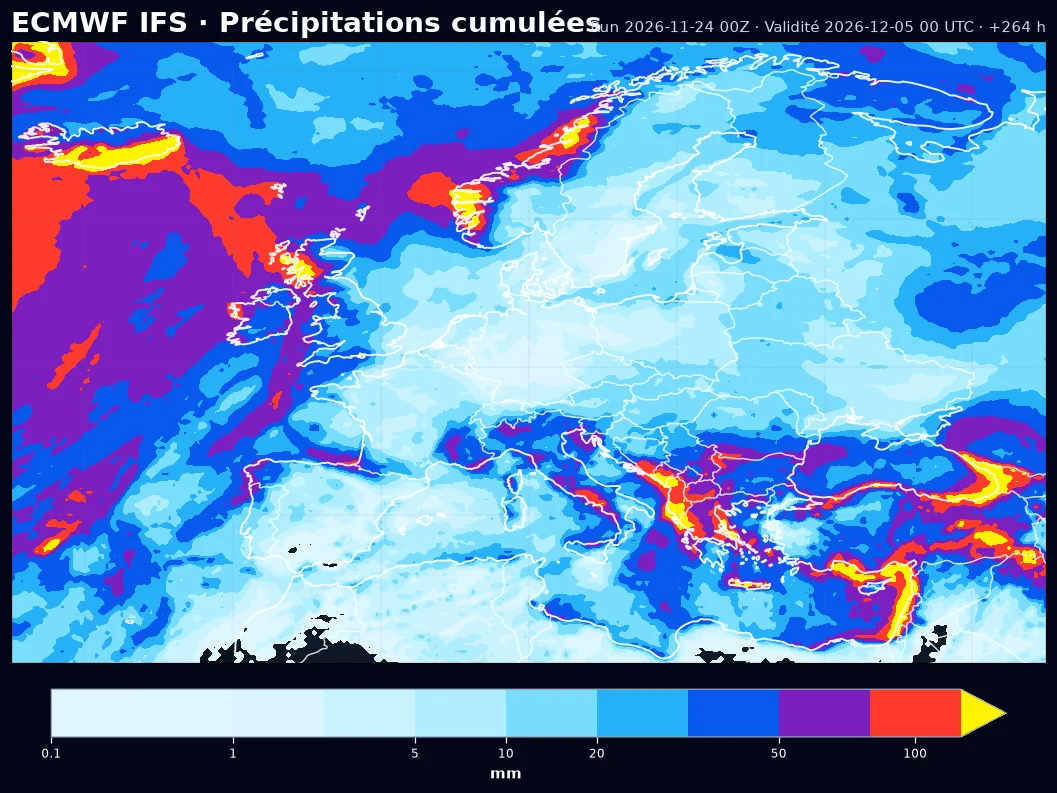 ECMWF IFS · Précipitations cumulées
Run 2026-11-24 00Z · Validité 2026-12-05 00 UTC · +264 h
0.1 1 5 10 20 50 100
mm